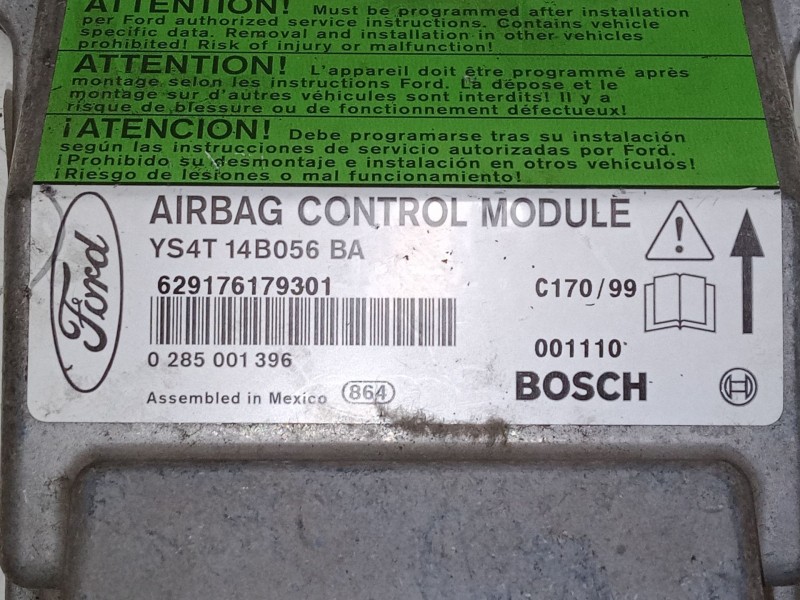 ATTENTION! Must be programmed after installation
per Ford authorized service instructions. Contains vehicle
specific data. Removal and installation in other vehicles
prohibited! Risk of injury or malfunction!
ATTENTION! L'appareil doit être programmé après
montage selon les instructions Ford. La dépose et le
montage sur d'autres véhicules sont interdits! Il y a
risque de blessure ou de fonctionnement défectueux!
¡ATENCION! Debe programarse tras su instalación
según las instrucciones de servicio autorizadas por Ford.
¡Prohibido su desmontaje e instalación en otros vehículos!
¡Riesgo de lesiones o mal funcionamiento!
Ford
AIRBAG CONTROL MODULE
YS4T 14B056 BA
629176179301
C170/99
0 285 001 396
001110
Assembled in Mexico 864
BOSCH